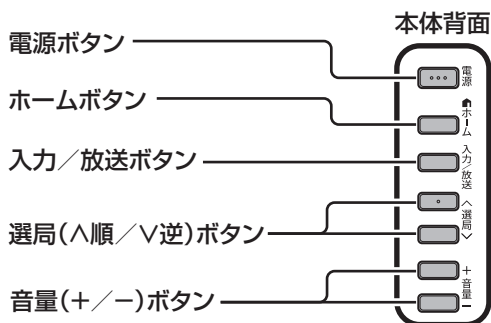 本体背面
電源ボタン
ホームボタン
入力／放送ボタン
選局（∧順／∨逆）ボタン
音量（+／−）ボタン
電源
ホーム
入力/放送
︿選局﹀
+音量−